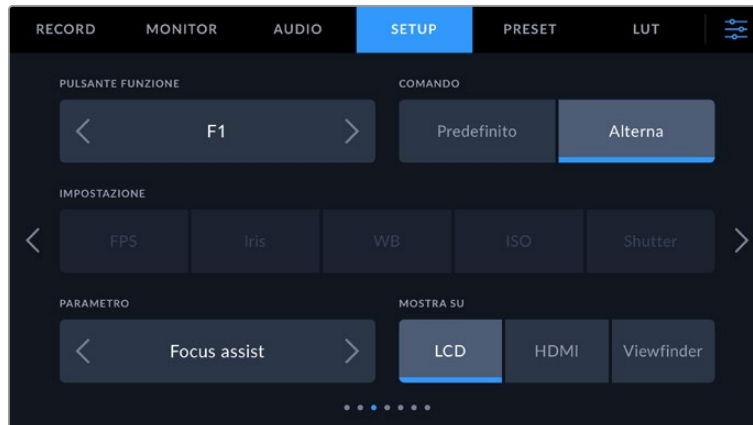 RECORD MONITOR AUDIO SETUP PRESET LUT
PULSANTE FUNZIONE COMANDO
F1 Predefinito Alterna
IMPOSTAZIONE
FPS Iris WB ISO Shutter
PARAMETRO MOSTRA SU
Focus assist LCD HDMI Viewfinder